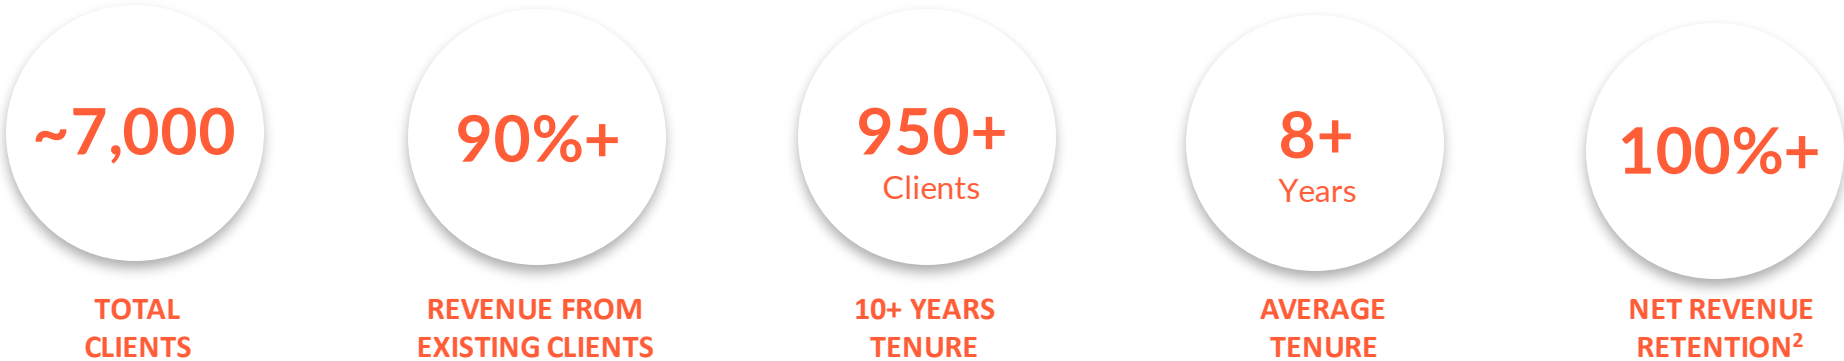 ~7,000
TOTAL
CLIENTS
90%+
REVENUE FROM
EXISTING CLIENTS
950+
Clients
10+ YEARS
TENURE
8+
Years
AVERAGE
TENURE
100%+
NET REVENUE
RETENTION²